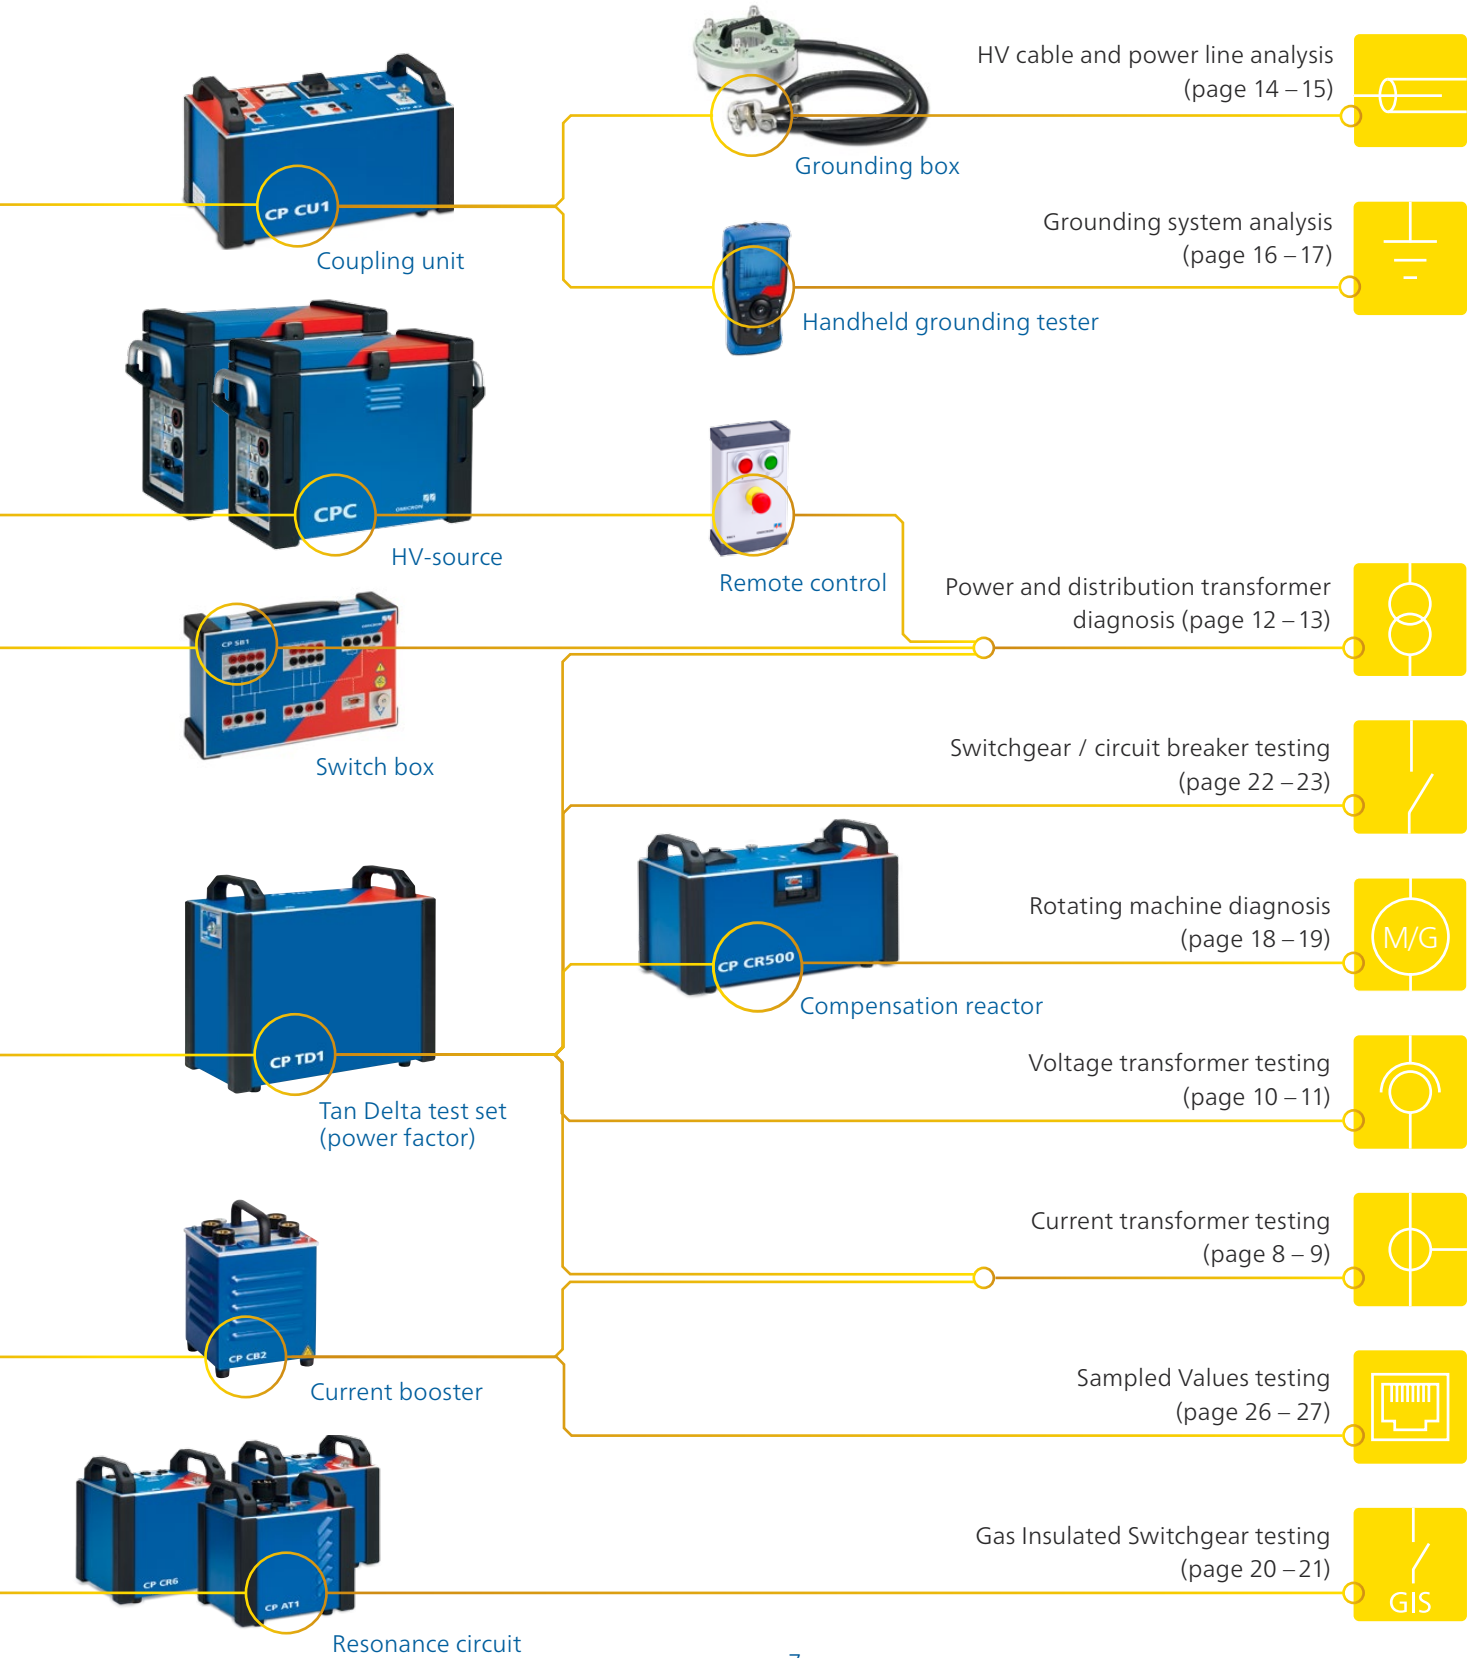 HV cable and power line analysis
(page 14 – 15)
Grounding box
CP CU1
Coupling unit
Grounding system analysis
(page 16 – 17)
Handheld grounding tester
CPC
OMICRON
HV-source
Remote control
Power and distribution transformer
diagnosis (page 12 – 13)
CP SB1
OMICRON
Switch box
Switchgear / circuit breaker testing
(page 22 – 23)
Rotating machine diagnosis
(page 18 – 19)
M/G
CP CR500
Compensation reactor
CP TD1
Tan Delta test set
(power factor)
Voltage transformer testing
(page 10 – 11)
Current transformer testing
(page 8 – 9)
CP CB2
Current booster
Sampled Values testing
(page 26 – 27)
Gas Insulated Switchgear testing
(page 20 – 21)
GIS
CP CR6
CP AT1
Resonance circuit